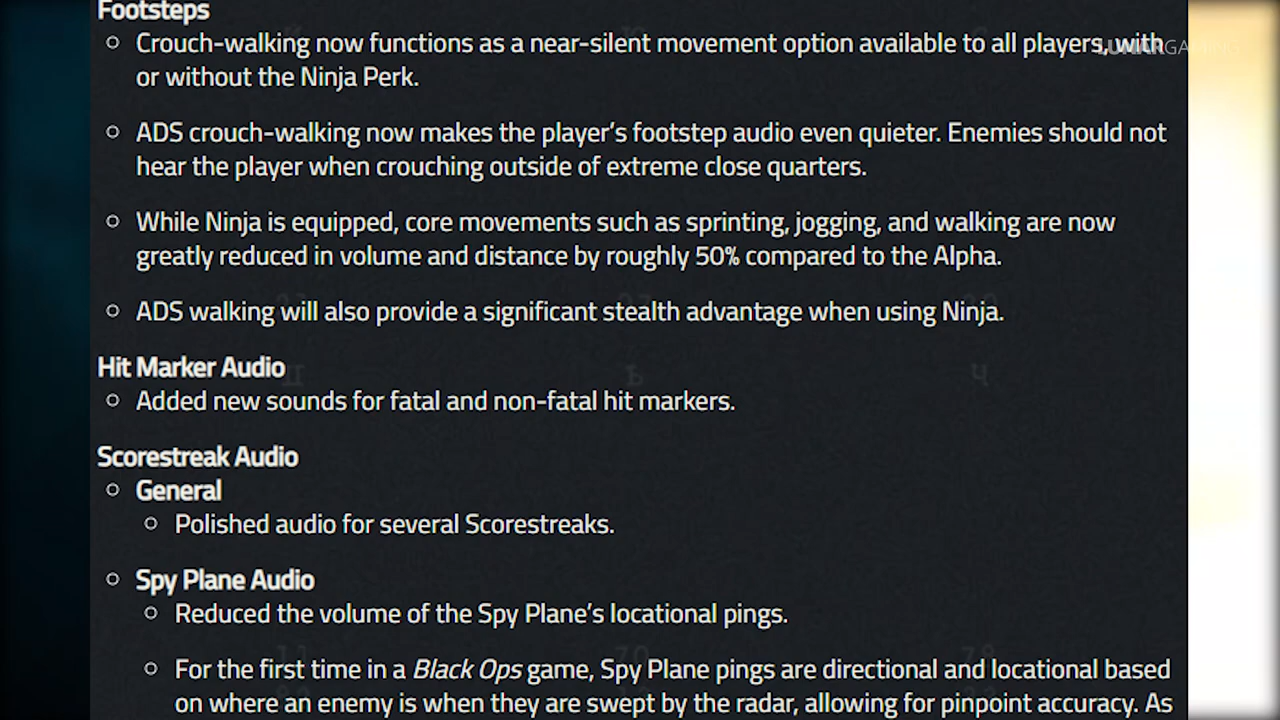 Footsteps
Crouch-walking now functions as a near-silent movement option available to all players, with
LUNARGAMING
or without the Ninja Perk.
ADS crouch-walking now makes the player's footstep audio even quieter. Enemies should not
hear the player when crouching outside of extreme close quarters.
While Ninja is equipped, core movements such as sprinting, jogging, and walking are now
greatly reduced in volume and distance by roughly 50% compared to the Alpha.
ADS walking will also provide a significant stealth advantage when using Ninja.
Hit Marker Audio
Added new sounds for fatal and non-fatal hit markers.
Scorestreak Audio
General
Polished audio for several Scorestreaks.
Spy Plane Audio
Reduced the volume of the Spy Plane's locational pings.
For the first time in a Black Ops game, Spy Plane pings are directional and locational based
on where an enemy is when they are swept by the radar, allowing for pinpoint accuracy. As